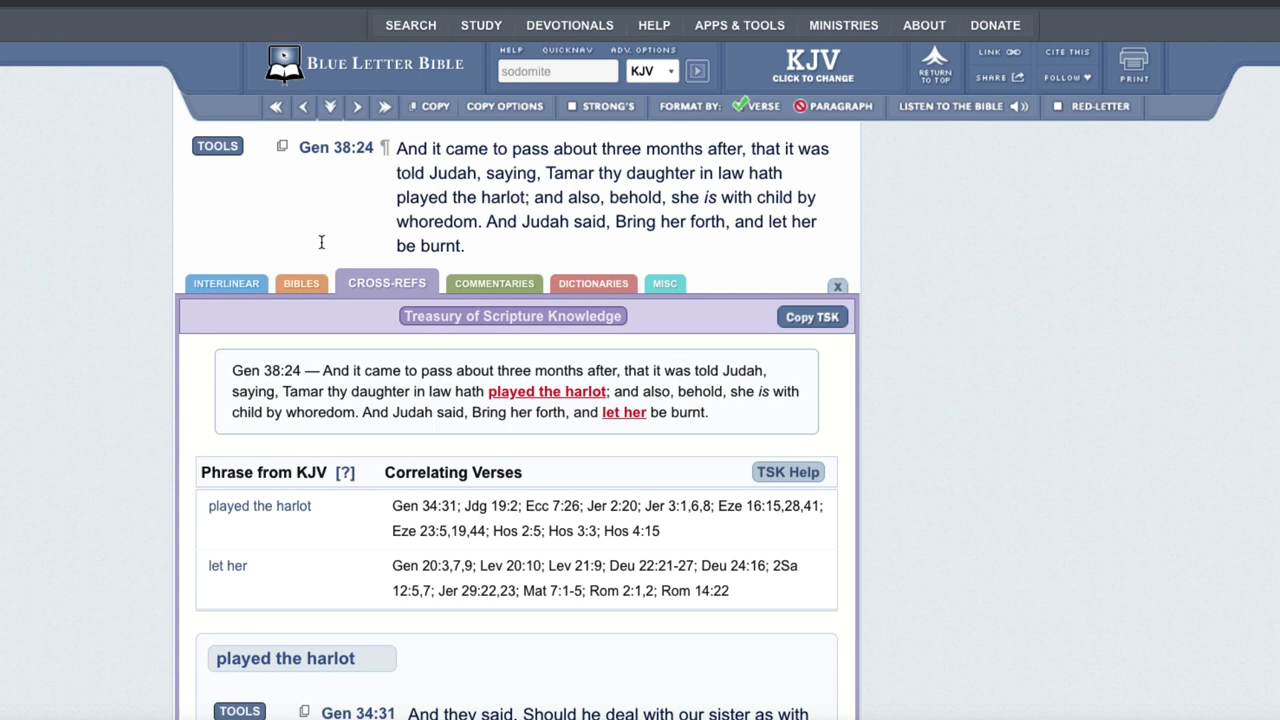 SEARCH STUDY DEVOTIONALS HELP APPS & TOOLS MINISTRIES ABOUT DONATE
BLUE LETTER BIBLE
HELP QUICKNAV ADV. OPTIONS
sodomite KJV
KJV
CLICK TO CHANGE
RETURN
TO TOP
LINK CITE THIS
SHARE FOLLOW
PRINT
COPY COPY OPTIONS STRONG'S FORMAT BY: VERSE PARAGRAPH LISTEN TO THE BIBLE RED-LETTER
TOOLS Gen 38:24 ¶ And it came to pass about three months after, that it was
told Judah, saying, Tamar thy daughter in law hath
played the harlot; and also, behold, she is with child by
whoredom. And Judah said, Bring her forth, and let her
be burnt.
INTERLINEAR BIBLES CROSS-REFS COMMENTARIES DICTIONARIES MISC X
Treasury of Scripture Knowledge Copy TSK
Gen 38:24 — And it came to pass about three months after, that it was told Judah,
saying, Tamar thy daughter in law hath played the harlot; and also, behold, she is with
child by whoredom. And Judah said, Bring her forth, and let her be burnt.
Phrase from KJV [?] Correlating Verses TSK Help
played the harlot Gen 34:31; Jdg 19:2; Ecc 7:26; Jer 2:20; Jer 3:1,6,8; Eze 16:15,28,41;
Eze 23:5,19,44; Hos 2:5; Hos 3:3; Hos 4:15
let her Gen 20:3,7,9; Lev 20:10; Lev 21:9; Deu 22:21-27; Deu 24:16; 2Sa
12:5,7; Jer 29:22,23; Mat 7:1-5; Rom 2:1,2; Rom 14:22
played the harlot
TOOLS Gen 34:31 And they said, Should he deal with our sister as with